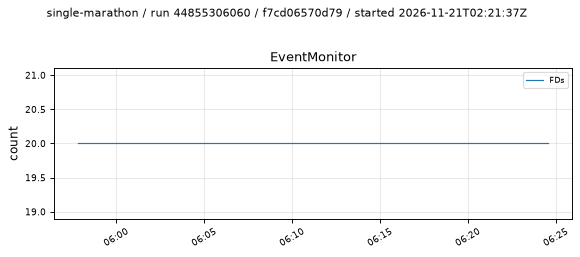 single-marathon / run 44855306060 / f7cd06570d79 / started 2026-11-21T02:21:37Z
EventMonitor
FDs
count
21.0
20.5
20.0
19.5
19.0
06:00
06:05
06:10
06:15
06:20
06:25